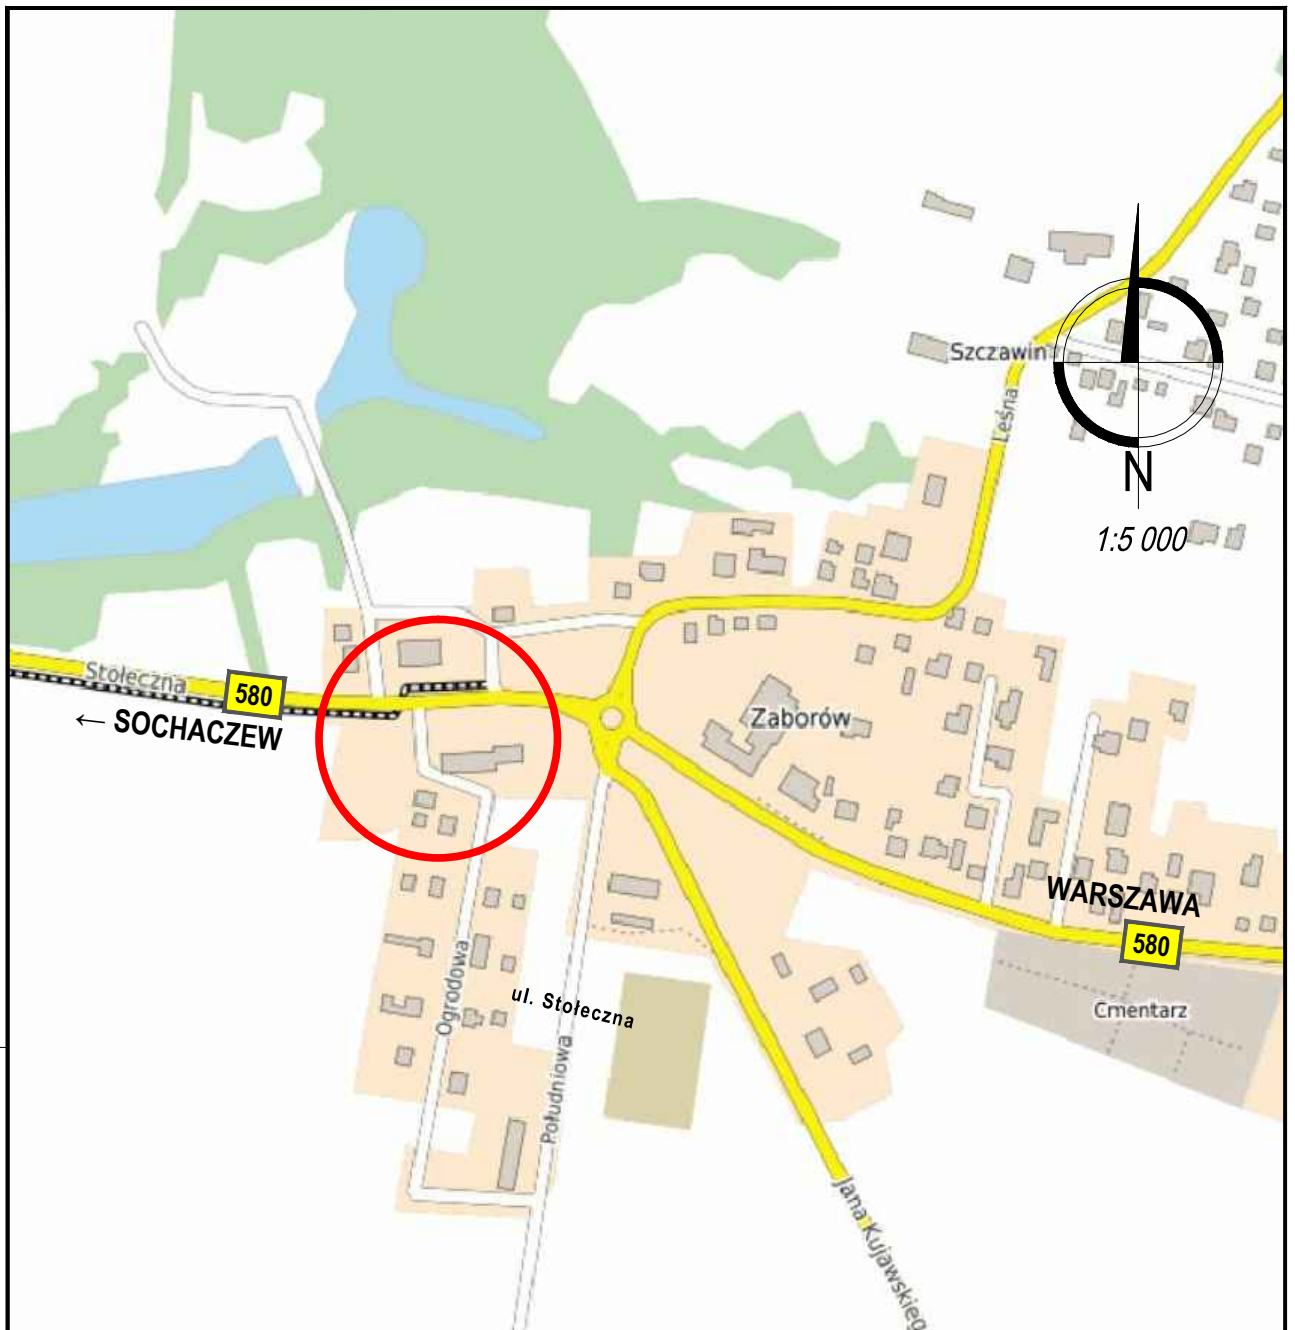 Szczawin
Leśna
N
1:5 000
Stołeczna
580
← SOCHACZEW
Zaborów
WARSZAWA
580
Cmentarz
Ogrodowa
ul. Stołeczna
Południowa
Jana Kujawskiego